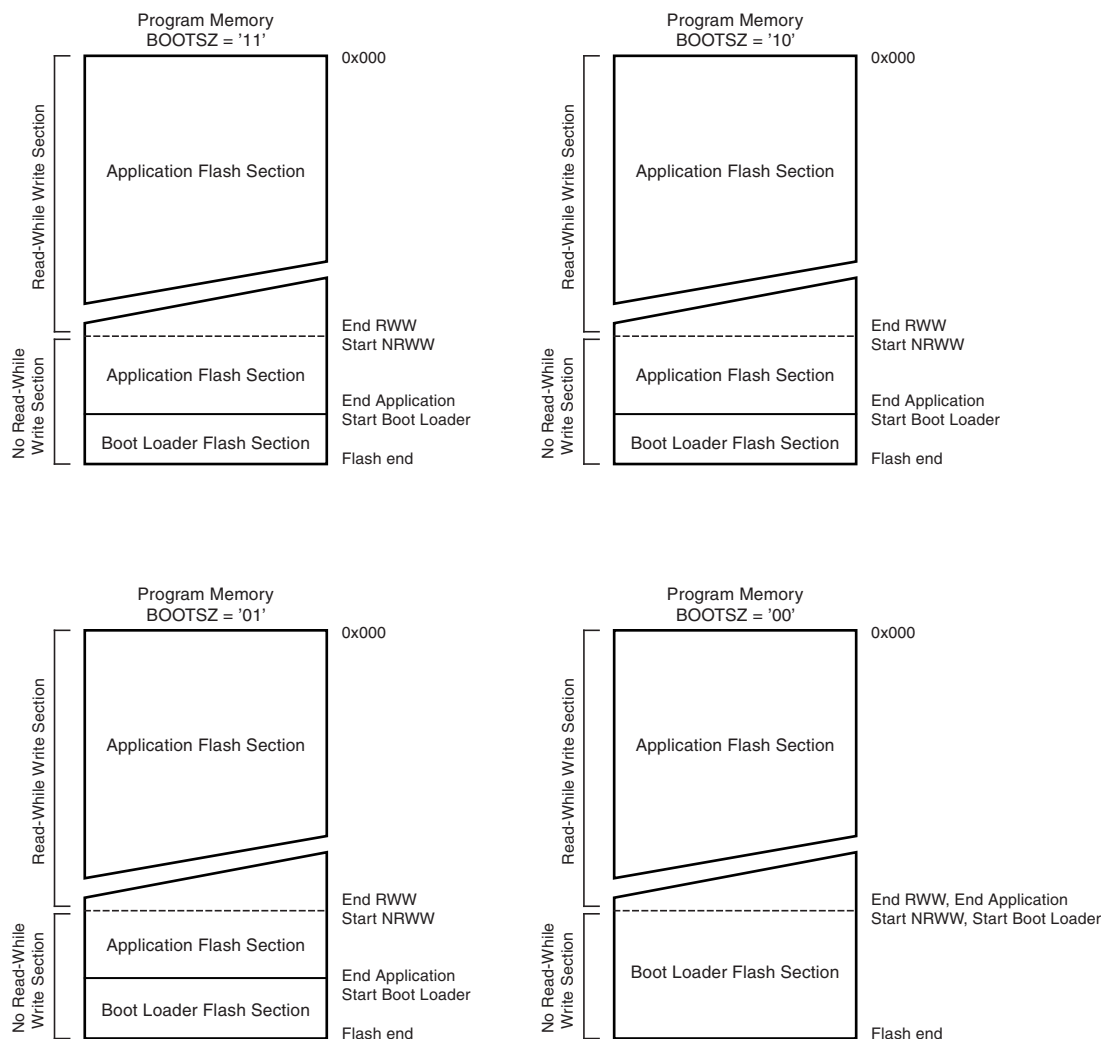 Program Memory
BOOTSZ = '11'
0x000
Read-While Write Section
Application Flash Section
End RWW
Start NRWW
No Read-While
Write Section
Application Flash Section
End Application
Start Boot Loader
Boot Loader Flash Section
Flash end
Program Memory
BOOTSZ = '10'
0x000
Read-While Write Section
Application Flash Section
End RWW
Start NRWW
No Read-While
Write Section
Application Flash Section
End Application
Start Boot Loader
Boot Loader Flash Section
Flash end
Program Memory
BOOTSZ = '01'
0x000
Read-While Write Section
Application Flash Section
End RWW
Start NRWW
No Read-While
Write Section
Application Flash Section
End Application
Start Boot Loader
Boot Loader Flash Section
Flash end
Program Memory
BOOTSZ = '00'
0x000
Read-While Write Section
Application Flash Section
End RWW, End Application
Start NRWW, Start Boot Loader
No Read-While
Write Section
Boot Loader Flash Section
Flash end